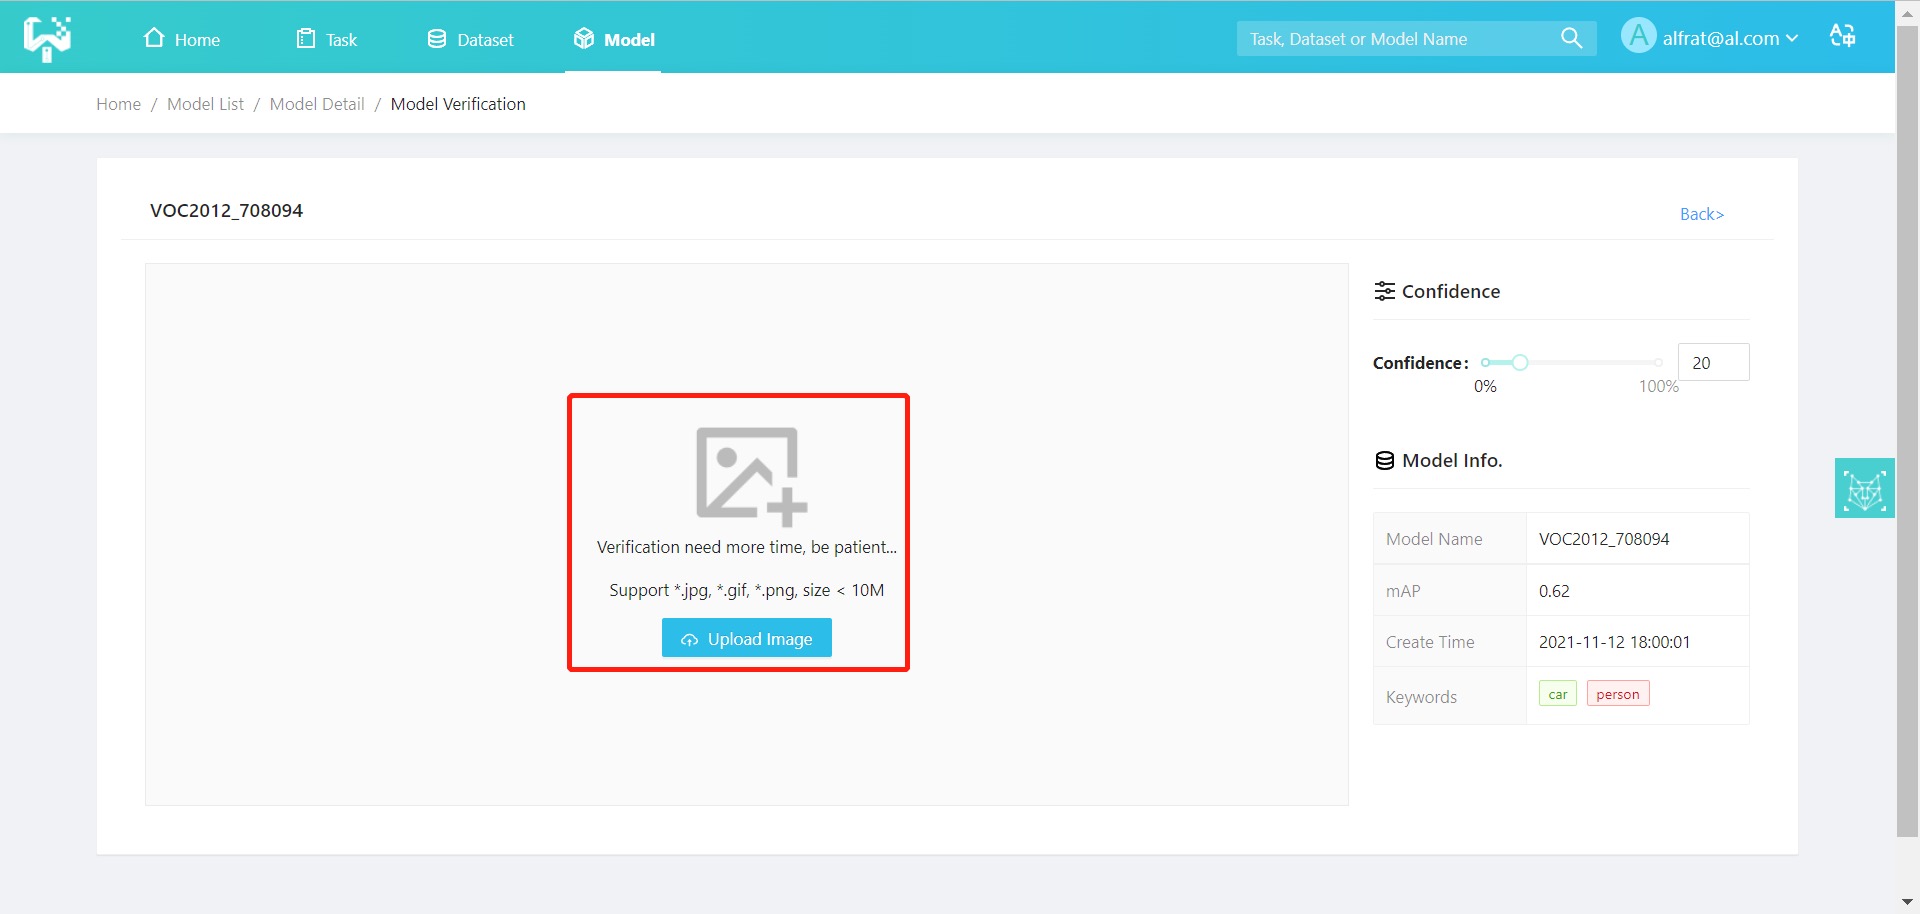 Home
Task
Dataset
Model
Task, Dataset or Model Name
A
alfrat@al.com
A中
Home / Model List / Model Detail / Model Verification
VOC2012_708094
Back>
Verification need more time, be patient...
Support *.jpg, *.gif, *.png, size < 10M
Upload Image
Confidence
Confidence:
20
0%
100%
Model Info.
Model Name VOC2012_708094
mAP 0.62
Create Time 2021-11-12 18:00:01
Keywords car person